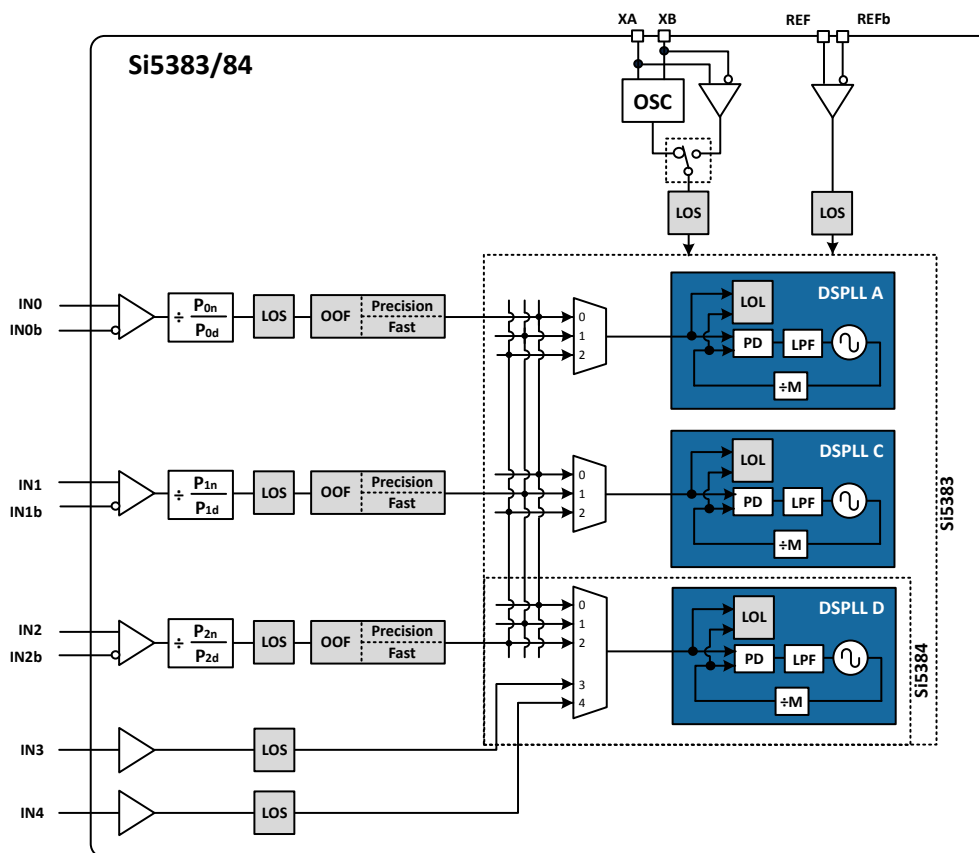 XA XB REF REFb
Si5383/84
OSC
LOS LOS
IN0
IN0b
÷ P0n
P0d
LOS
OOF Precision
Fast
0
1
2
DSPLL A
LOL
PD LPF
÷M
IN1
IN1b
÷ P1n
P1d
LOS
OOF Precision
Fast
0
1
2
DSPLL C
LOL
PD LPF
÷M
Si5383
IN2
IN2b
÷ P2n
P2d
LOS
OOF Precision
Fast
0
1
2
3
4
DSPLL D
LOL
PD LPF
÷M
Si5384
IN3
LOS
IN4
LOS